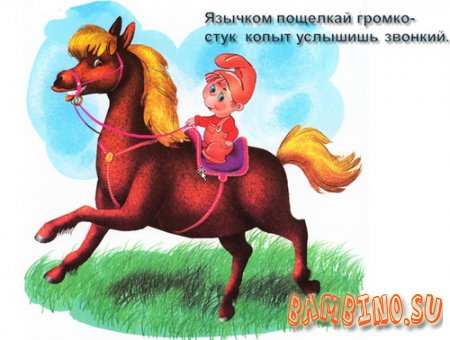 Язычком пощелкай громко-
стук копыт услышишь звонкий.
BAMBINO.SU